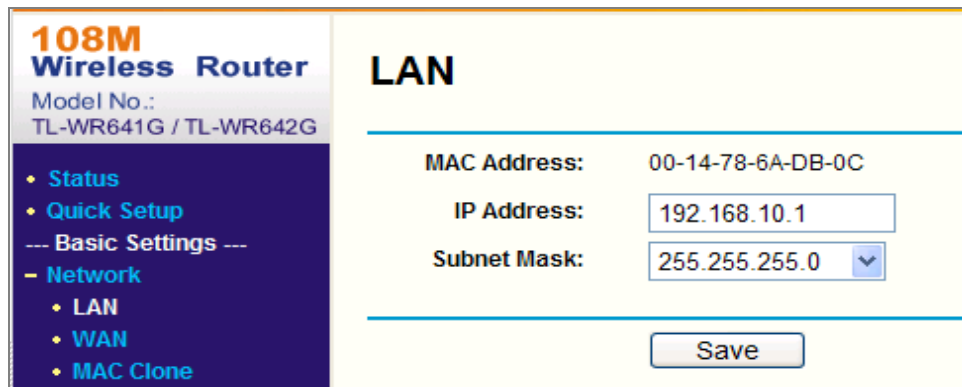 108M
Wireless Router
Model No.:
TL-WR641G / TL-WR642G
• Status
• Quick Setup
--- Basic Settings ---
– Network
• LAN
• WAN
• MAC Clone
LAN
MAC Address: 00-14-78-6A-DB-0C
IP Address: 192.168.10.1
Subnet Mask: 255.255.255.0
Save